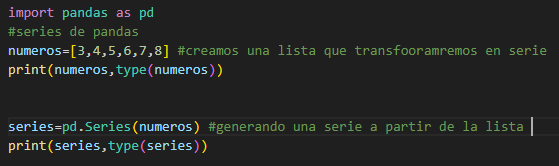 import pandas as pd
#series de pandas
numeros=[3,4,5,6,7,8] #creamos una lista que transfooramremos en serie
print(numeros,type(numeros))
series=pd.Series(numeros) #generando una serie a partir de la lista
print(series,type(series))